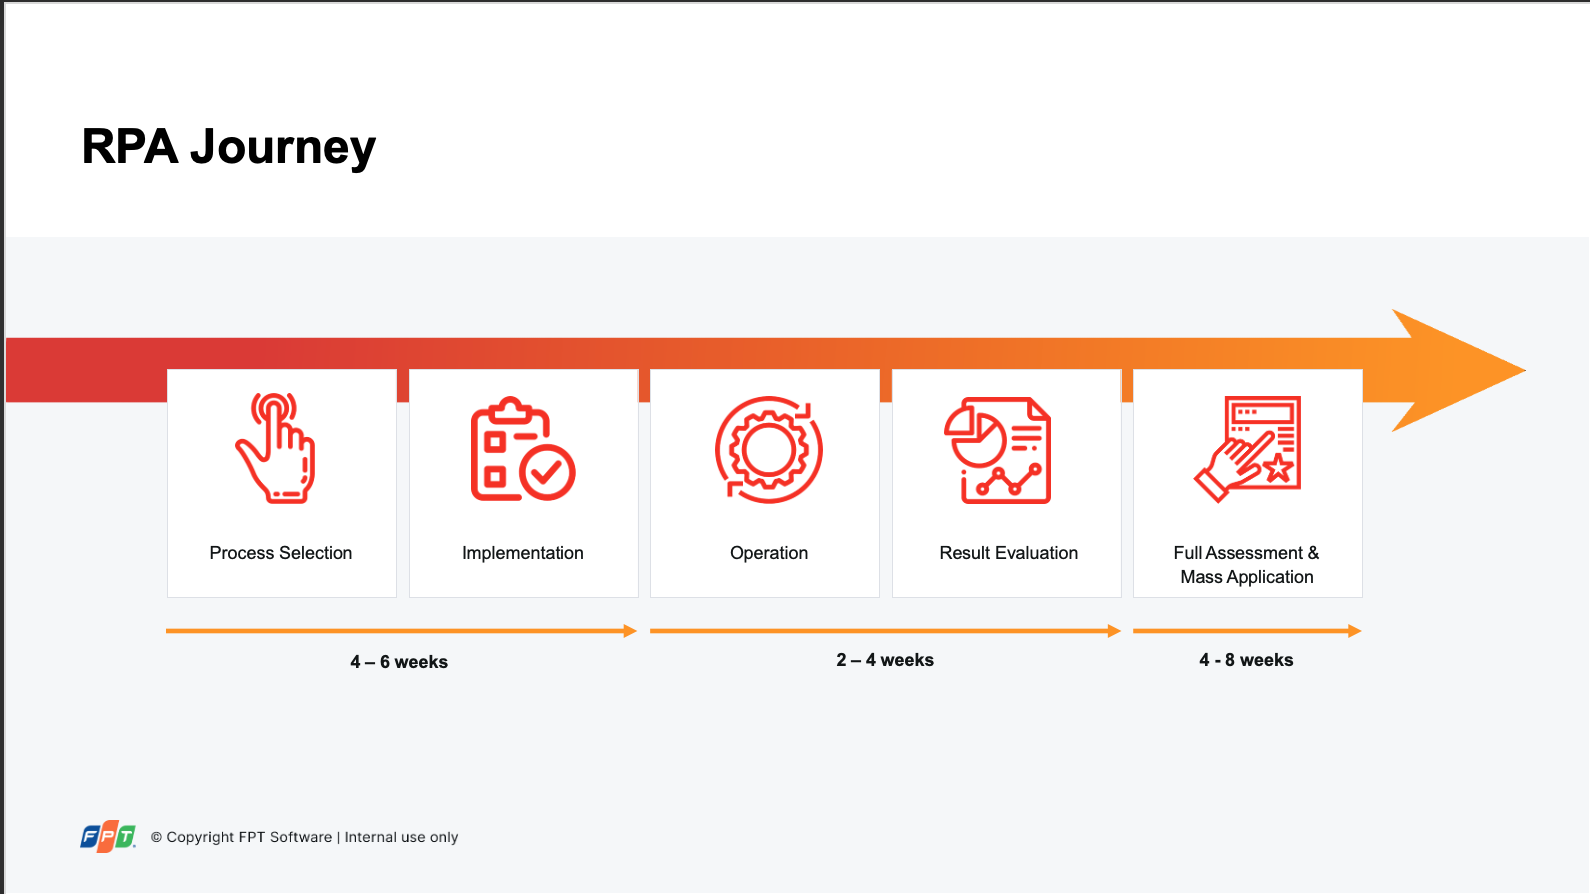 RPA Journey
Process Selection
Implementation
Operation
Result Evaluation
Full Assessment &
Mass Application
4 – 6 weeks
2 – 4 weeks
4 - 8 weeks
FPT
© Copyright FPT Software | Internal use only